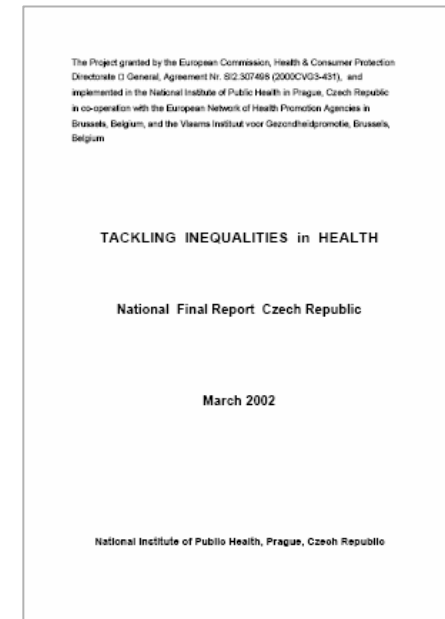 The Project granted by the European Commission, Health & Consumer Protection
Directorate □ General, Agreement Nr. SI2.307498 (2000CVG3-431), and
implemented in the National Institute of Public Health in Prague, Czech Republic
in co-operation with the European Network of Health Promotion Agencies in
Brussels, Belgium, and the Vlaams Instituut voor Gezondheidpromotie, Brussels,
Belgium
TACKLING INEQUALITIES in HEALTH
National Final Report Czech Republic
March 2002
National Institute of Public Health, Prague, Czech Republic